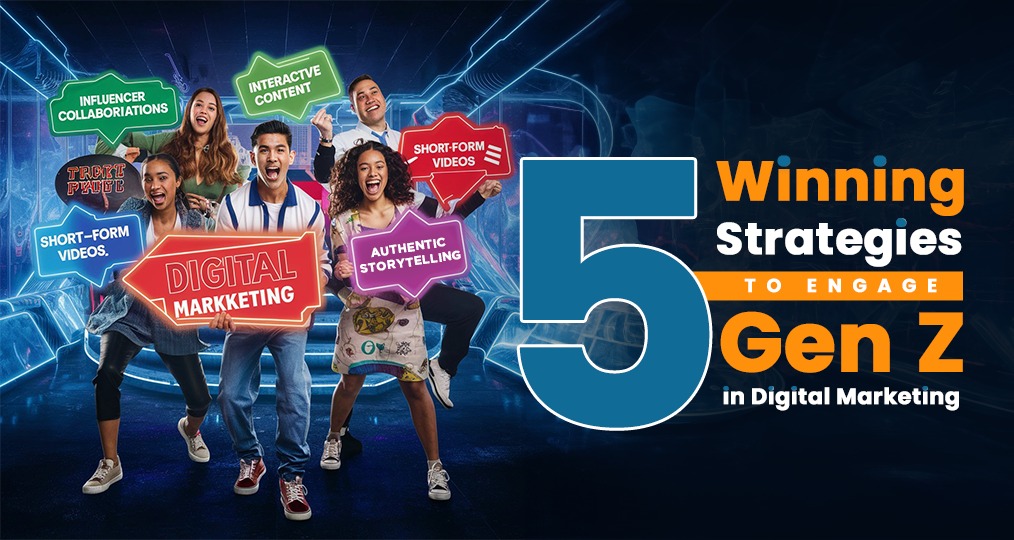 INFLUENCER
COLLABORIATIONS
INTERACTVE
CONTENT
SHORT-FORM
VIDEOS
SHORT-FORM
VIDEOS.
DIGITAL
MARKKETING
AUTHENTIC
STORYTELLING
5
Winning
Strategies
TO ENGAGE
Gen Z
in Digital Marketing